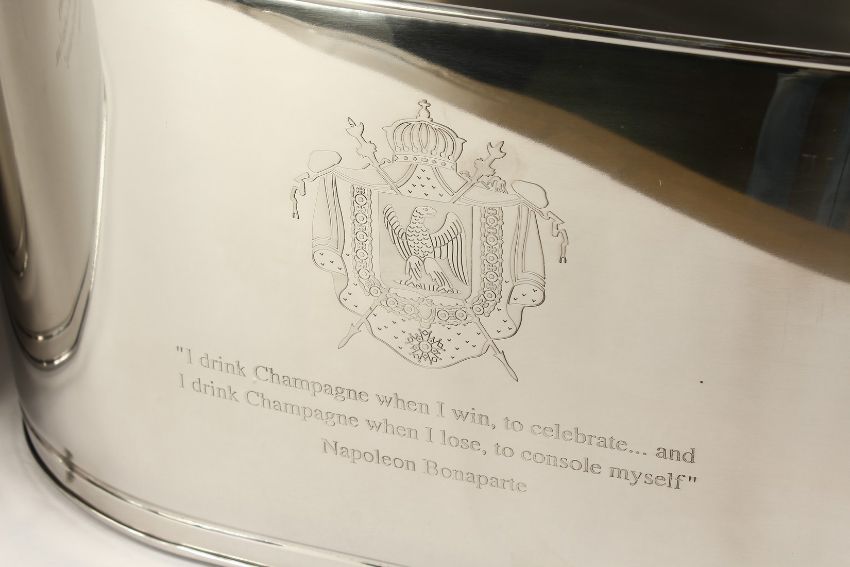 "I drink Champagne when I win, to celebrate... and
I drink Champagne when I lose, to console myself"
Napoleon Bonaparte